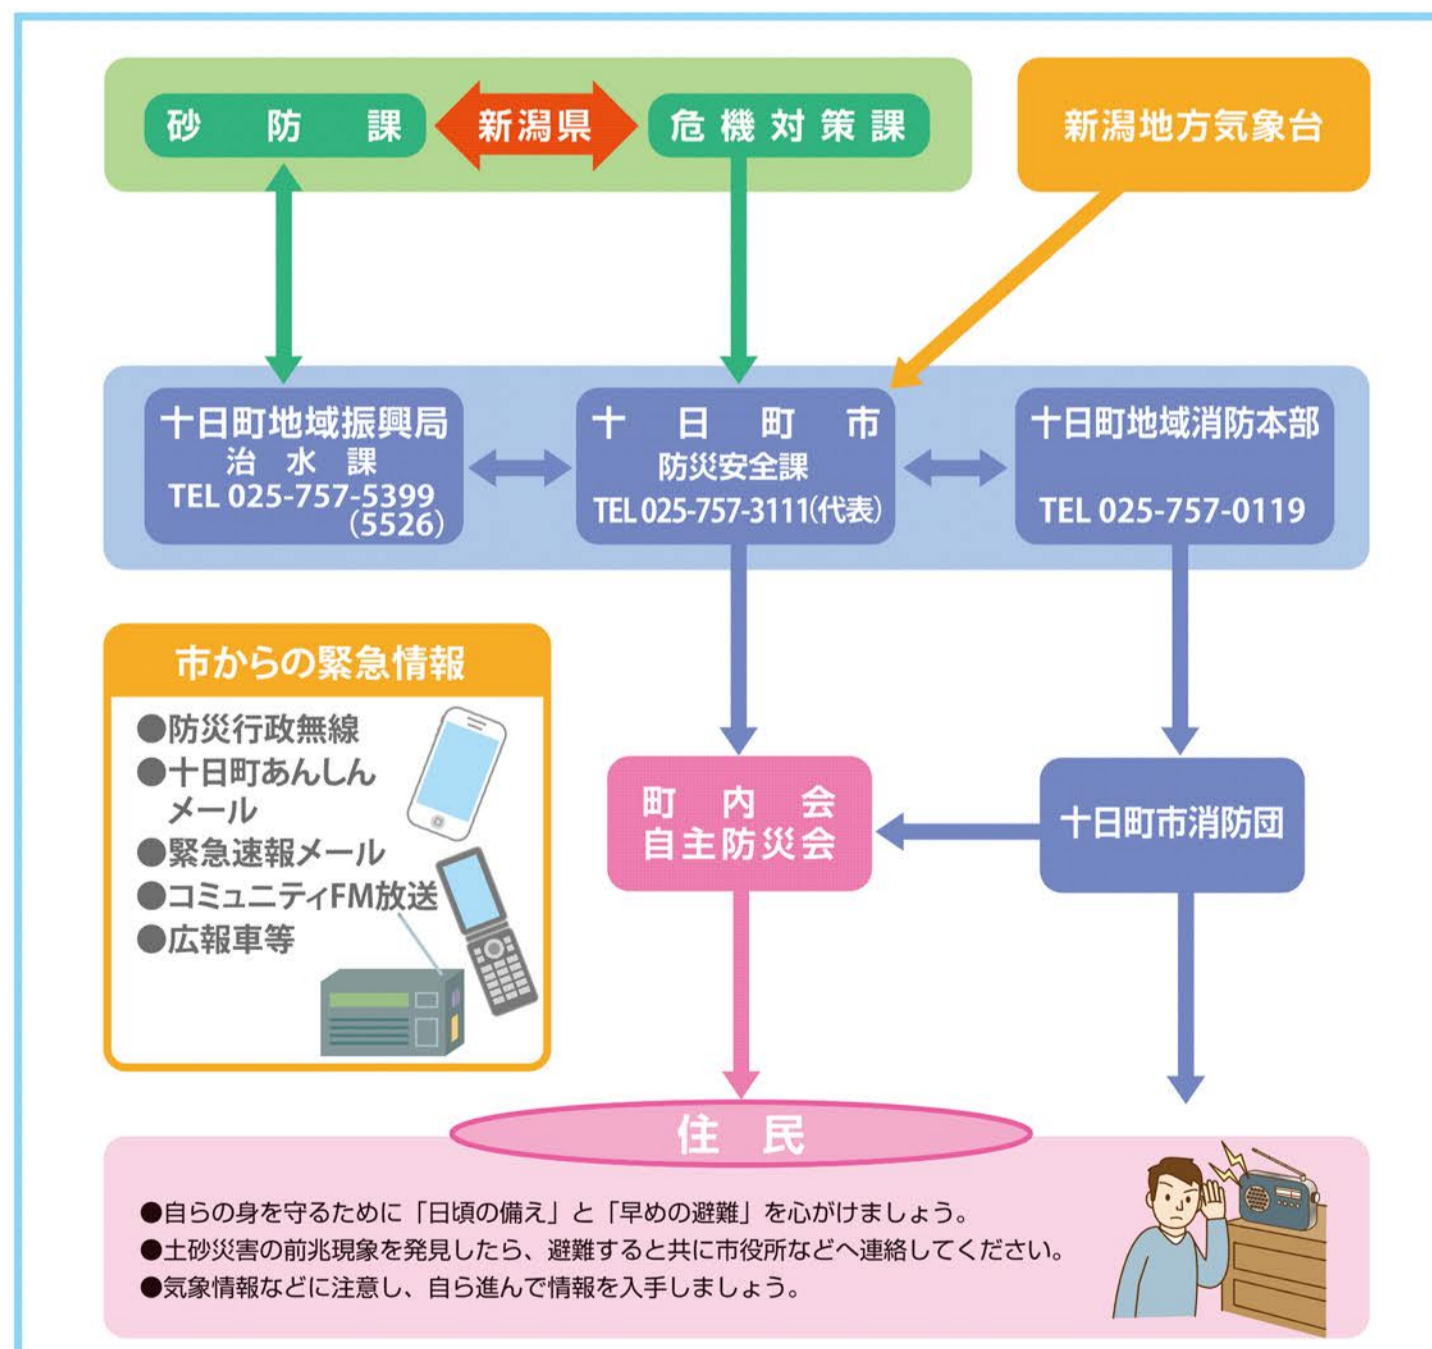 砂防課
新潟県
危機対策課
新潟地方気象台
十日町地域振興局
治水課
TEL 025-757-5399
(5526)
十日町市
防災安全課
TEL 025-757-3111(代表)
十日町地域消防本部
TEL 025-757-0119
市からの緊急情報
●防災行政無線
●十日町あんしん
メール
●緊急速報メール
●コミュニティFM放送
●広報車等
町内会
自主防災会
十日町市消防団
住民
●自らの身を守るために「日頃の備え」と「早めの避難」を心がけましょう。
●土砂災害の前兆現象を発見したら、避難すると共に市役所などへ連絡してください。
●気象情報などに注意し、自ら進んで情報を入手しましょう。